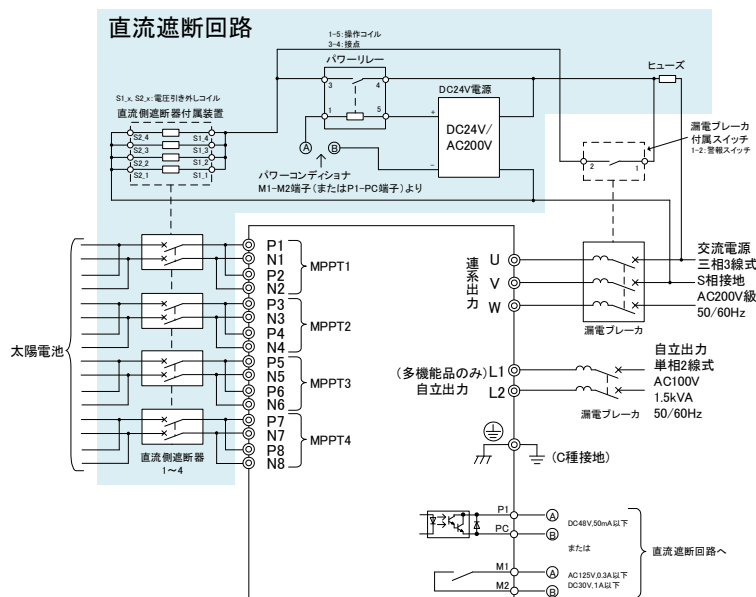 直流遮断回路
1-5：操作コイル
3-4：接点
パワーリレー
3
4
1
5
S1_x, S2_x：電圧引き外しコイル
直流側遮断器付属装置
S2_4
S1_4
S2_3
S1_3
S2_2
S1_2
S2_1
S1_1
A
B
パワーコンディショナ
M1-M2端子(またはP1-PC端子)より
DC24V電源
+
DC24V/
AC200V
−
ヒューズ
漏電ブレーカ
付属スイッチ
1-2：警報スイッチ
2
1
太陽電池
P1
N1
P2
N2
MPPT1
P3
N3
P4
N4
MPPT2
P5
N5
P6
N6
MPPT3
P7
N7
P8
N8
MPPT4
直流側遮断器
1～4
連系出力
U
V
W
漏電ブレーカ
交流電源
三相3線式
S相接地
AC200V級
50/60Hz
(多機能品のみ)
自立出力
L1
L2
漏電ブレーカ
自立出力
単相2線式
AC100V
1.5kVA
50/60Hz
(C種接地)
P1
A
DC48V,50mA以下
PC
B
または
M1
A
AC125V,0.3A以下
DC30V,1A以下
M2
B
直流遮断回路へ